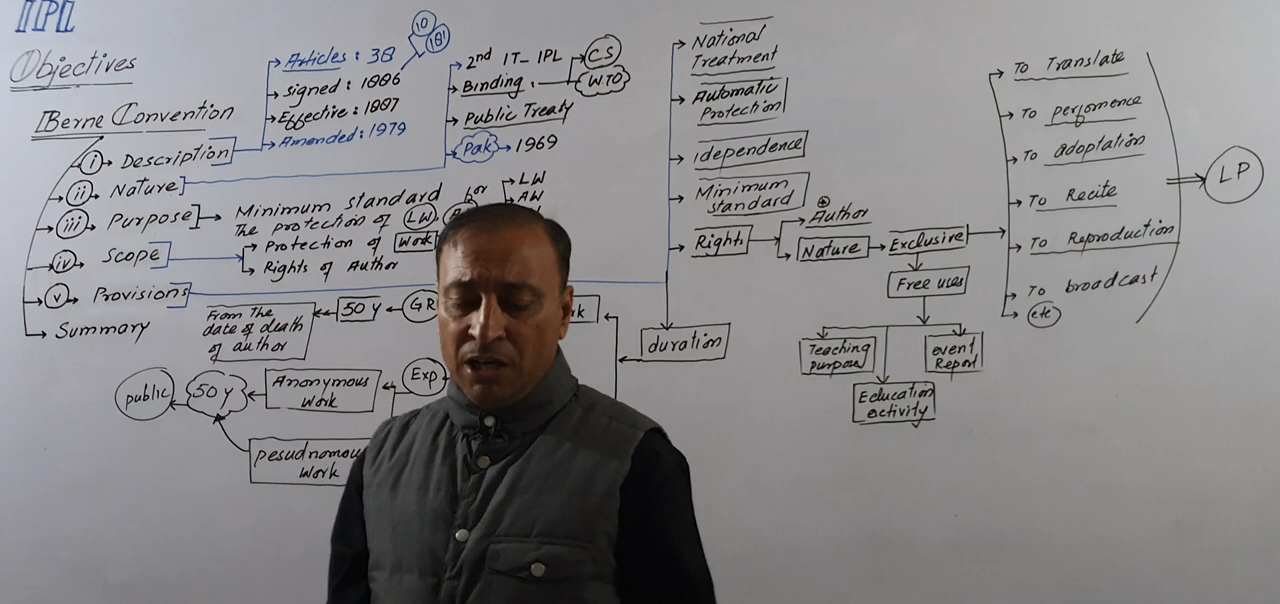 IPL
Objectives
Berne Convention
i Description
ii Nature
iii Purpose
iv Scope
v Provisions
Summary
Articles: 38
10
181
signed: 1886
Effective: 1887
Amended: 1979
2nd IT-IPL
Binding.
CS
WTO
Public Treaty
Pak 1969
Minimum standard for
The protection of LW
LW
AW
Protection of Work
Rights of Author
National
Treatment
Automatic
Protection
Idependence
Minimum
standard
Rights
Author
Nature
Exclusive
Free uses
Teaching
purpose
event
Report
Education
activity
To Translate
To perfomence
To adoptation
To Recite
To Reproduction
To broadcast
etc
LP
duration
GR
50 y
From the
date of death
of author
Exp
Anonymous
work
50 y
public
pesudnomous
work